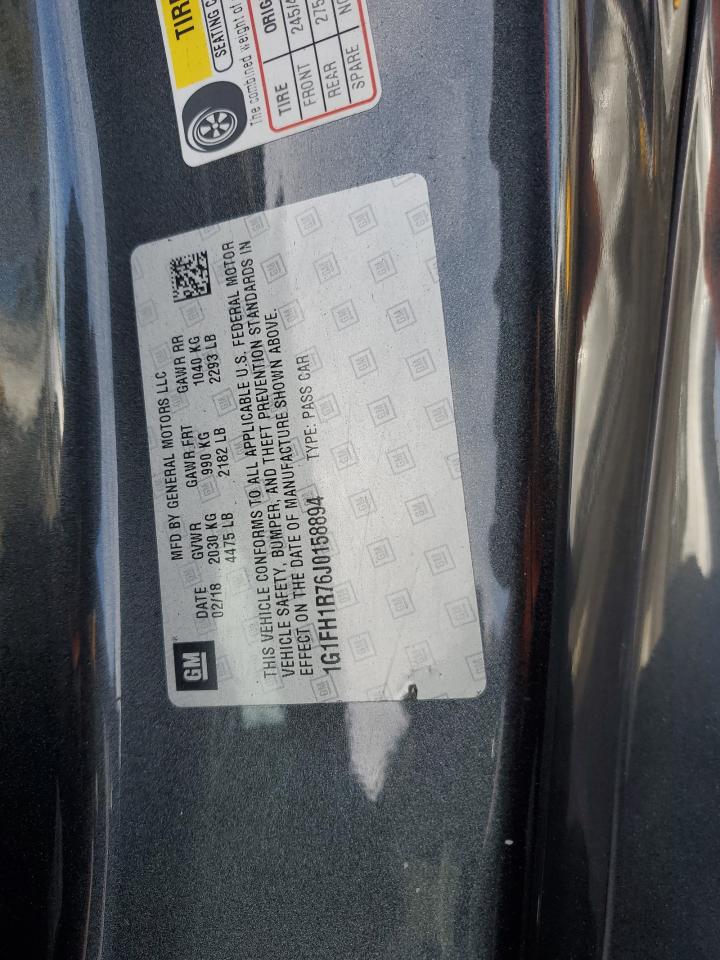 GM
MFD BY GENERAL MOTORS LLC
DATE GVWR GAWR FRT GAWR RR
02/18 2030 KG 990 KG 1040 KG
4475 LB 2182 LB 2293 LB
THIS VEHICLE CONFORMS TO ALL APPLICABLE U.S. FEDERAL MOTOR
VEHICLE SAFETY, BUMPER, AND THEFT PREVENTION STANDARDS IN
EFFECT ON THE DATE OF MANUFACTURE SHOWN ABOVE.
1G1FH1R76J0158894 TYPE: PASS CAR
TIRE
SEATING C
The combined weight of
TIRE ORIG
FRONT 245/4
REAR 275
SPARE NO